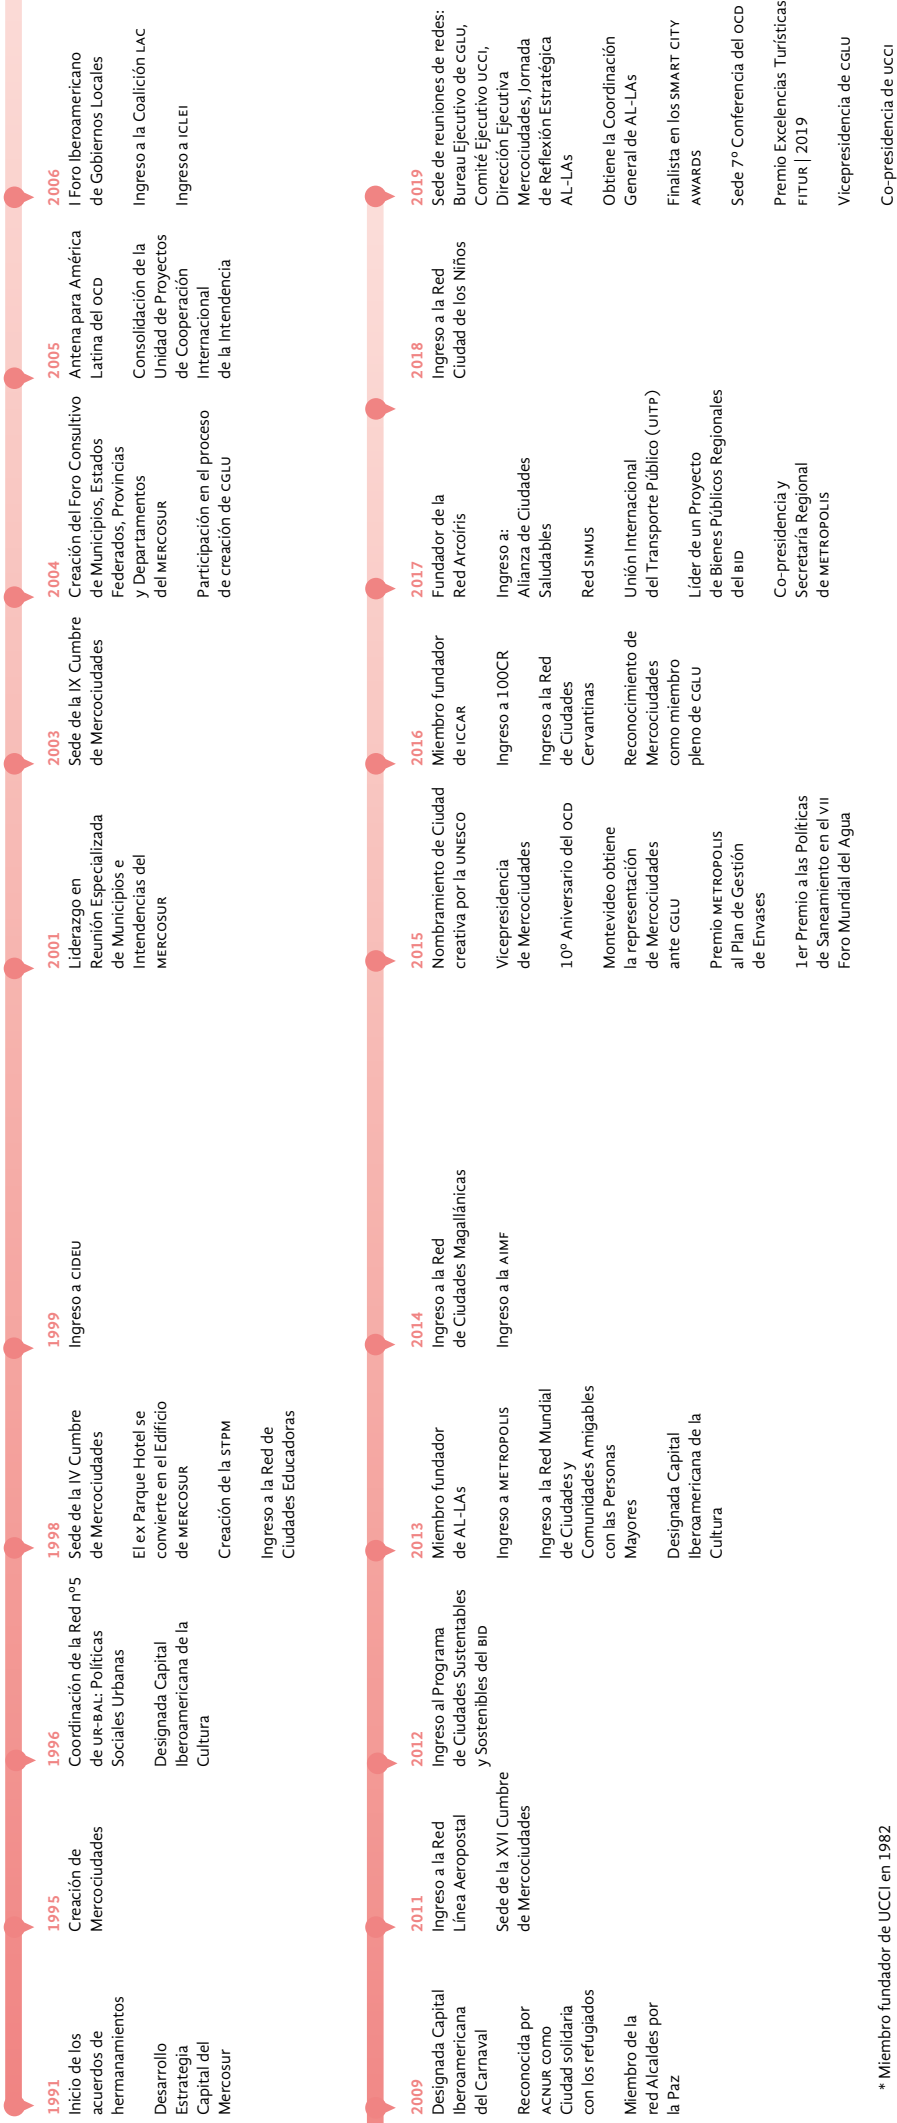 1991
Inicio de los
acuerdos de
hermanamientos
Desarrollo
Estrategia
Capital del
Mercosur
1995
Creación de
Mercociudades
1996
Coordinación de la Red nº5
de UR-BAL: Políticas
Sociales Urbanas
Designada Capital
Iberoamericana de la
Cultura
1998
Sede de la IV Cumbre
de Mercociudades
El ex Parque Hotel se
convierte en el Edificio
de MERCOSUR
Creación de la STPM
Ingreso a la Red de
Ciudades Educadoras
1999
Ingreso a CIDEU
2001
Liderazgo en
Reunión Especializada
de Municipios e
Intendencias del
MERCOSUR
2003
Sede de la IX Cumbre
de Mercociudades
2004
Creación del Foro Consultivo
de Municipios, Estados
Federados, Provincias
y Departamentos
del MERCOSUR
Participación en el proceso
de creación de CGLU
2005
Antena para América
Latina del OCD
Consolidación de la
Unidad de Proyectos
de Cooperación
Internacional
de la Intendencia
2006
I Foro Iberoamericano
de Gobiernos Locales
Ingreso a la Coalición LAC
Ingreso a ICLEI
2009
Designada Capital
Iberoamericana
del Carnaval
Reconocida por
ACNUR como
Ciudad solidaria
con los refugiados
Miembro de la
red Alcaldes por
la Paz
2011
Ingreso a la Red
Línea Aeropostal
Sede de la XVI Cumbre
de Mercociudades
2012
Ingreso al Programa
de Ciudades Sustentables
y Sostenibles del BID
2013
Miembro fundador
de AL-LAs
Ingreso a METROPOLIS
Ingreso a la Red Mundial
de Ciudades y
Comunidades Amigables
con las Personas
Mayores
Designada Capital
Iberoamericana de la
Cultura
2014
Ingreso a la Red
de Ciudades Magallánicas
Ingreso a la AIMF
2015
Nombramiento de Ciudad
creativa por la UNESCO
Vicepresidencia
de Mercociudades
10º Aniversario del OCD
Montevideo obtiene
la representación
de Mercociudades
ante CGLU
Premio METROPOLIS
al Plan de Gestión
de Envases
1er Premio a las Políticas
de Saneamiento en el VII
Foro Mundial del Agua
2016
Miembro fundador
de ICCAR
Ingreso a 100CR
Ingreso a la Red
de Ciudades
Cervantinas
Reconocimiento de
Mercociudades
como miembro
pleno de CGLU
2017
Fundador de la
Red Arcoíris
Ingreso a:
Alianza de Ciudades
Saludables
Red SIMUS
Unión Internacional
del Transporte Público (UITP)
Líder de un Proyecto
de Bienes Públicos Regionales
del BID
Co-presidencia y
Secretaría Regional
de METROPOLIS
2018
Ingreso a la Red
Ciudad de los Niños
2019
Sede de reuniones de redes:
Bureau Ejecutivo de CGLU,
Comité Ejecutivo UCCI,
Dirección Ejecutiva
Mercociudades, Jornada
de Reflexión Estratégica
AL-LAs
Obtiene la Coordinación
General de AL-LAs
Finalista en los SMART CITY
AWARDS
Sede 7º Conferencia del OCD
Premio Excelencias Turísticas
FITUR | 2019
Vicepresidencia de CGLU
Co-presidencia de UCCI
* Miembro fundador de UCCI en 1982